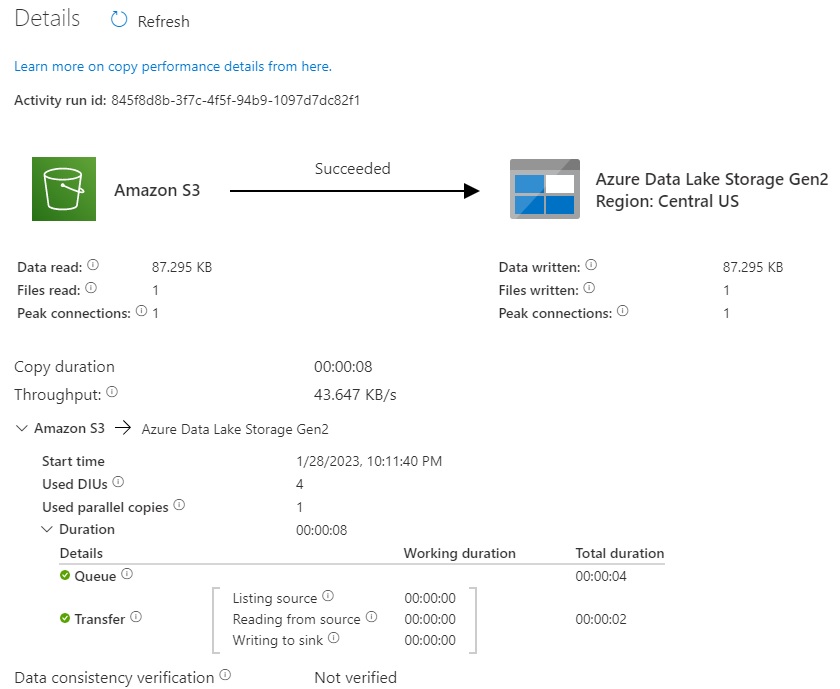 Details Refresh
Learn more on copy performance details from here.
Activity run id: 845f8d8b-3f7c-4f5f-94b9-1097d7dc82f1
Succeeded
Amazon S3
Azure Data Lake Storage Gen2
Region: Central US
Data read: 87.295 KB
Files read: 1
Peak connections: 1
Data written: 87.295 KB
Files written: 1
Peak connections: 1
Copy duration 00:00:08
Throughput: 43.647 KB/s
Amazon S3 → Azure Data Lake Storage Gen2
Start time 1/28/2023, 10:11:40 PM
Used DIUs 4
Used parallel copies 1
Duration 00:00:08
Details Working duration Total duration
Queue 00:00:04
Listing source 00:00:00
Transfer Reading from source 00:00:00 00:00:02
Writing to sink 00:00:00
Data consistency verification Not verified